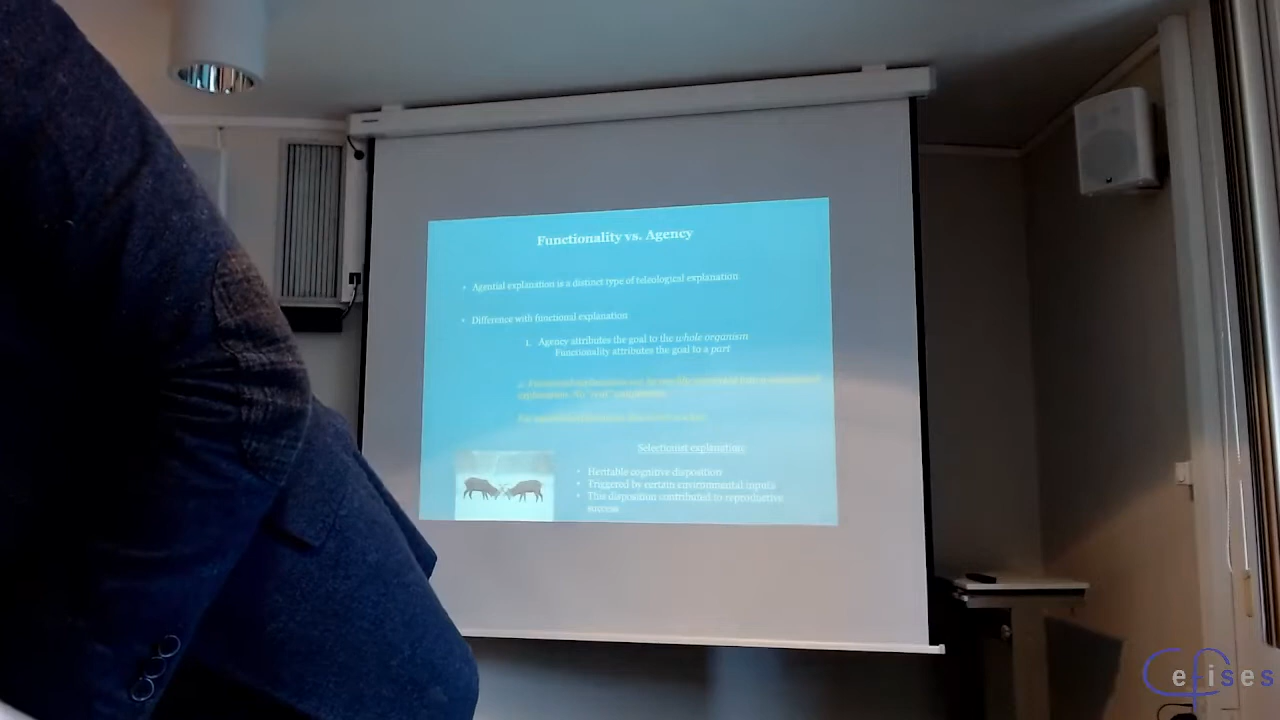 Functionality vs. Agency
• Agential explanation is a distinct type of teleological explanation
• Difference with functional explanation
1. Agency attributes the goal to the whole organism
Functionality attributes the goal to a part
Selectionist explanation:
• Heritable cognitive disposition
• Triggered by certain environmental inputs
• This disposition contributed to reproductive
success
Cefises